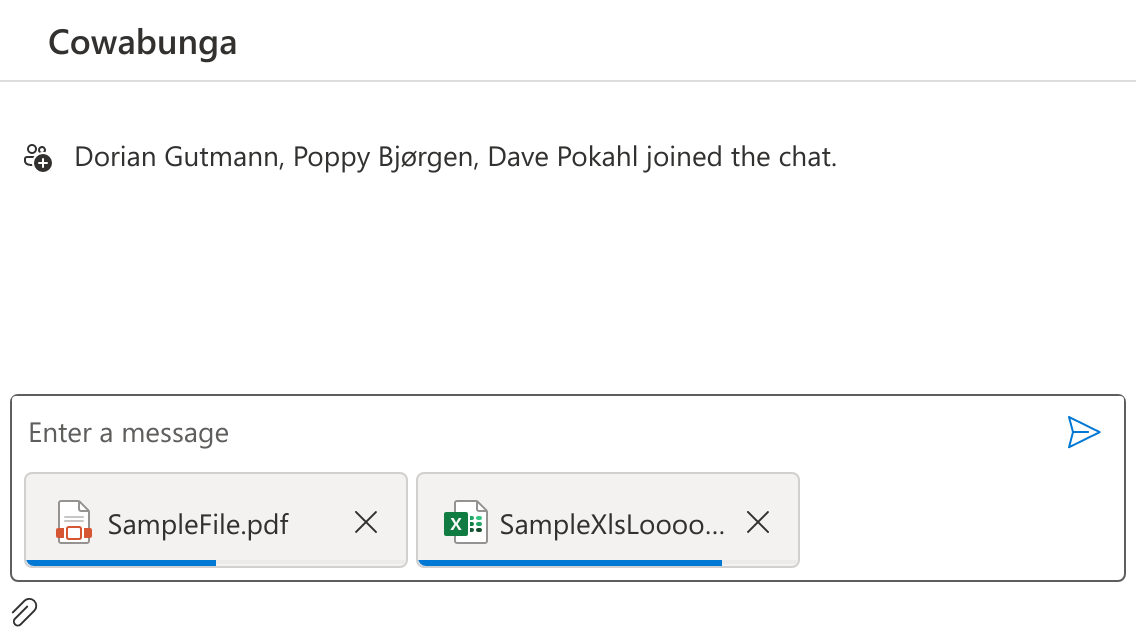 Cowabunga
Dorian Gutmann, Poppy Bjørgen, Dave Pokahl joined the chat.
Enter a message
SampleFile.pdf
X SampleXlsLoooo...